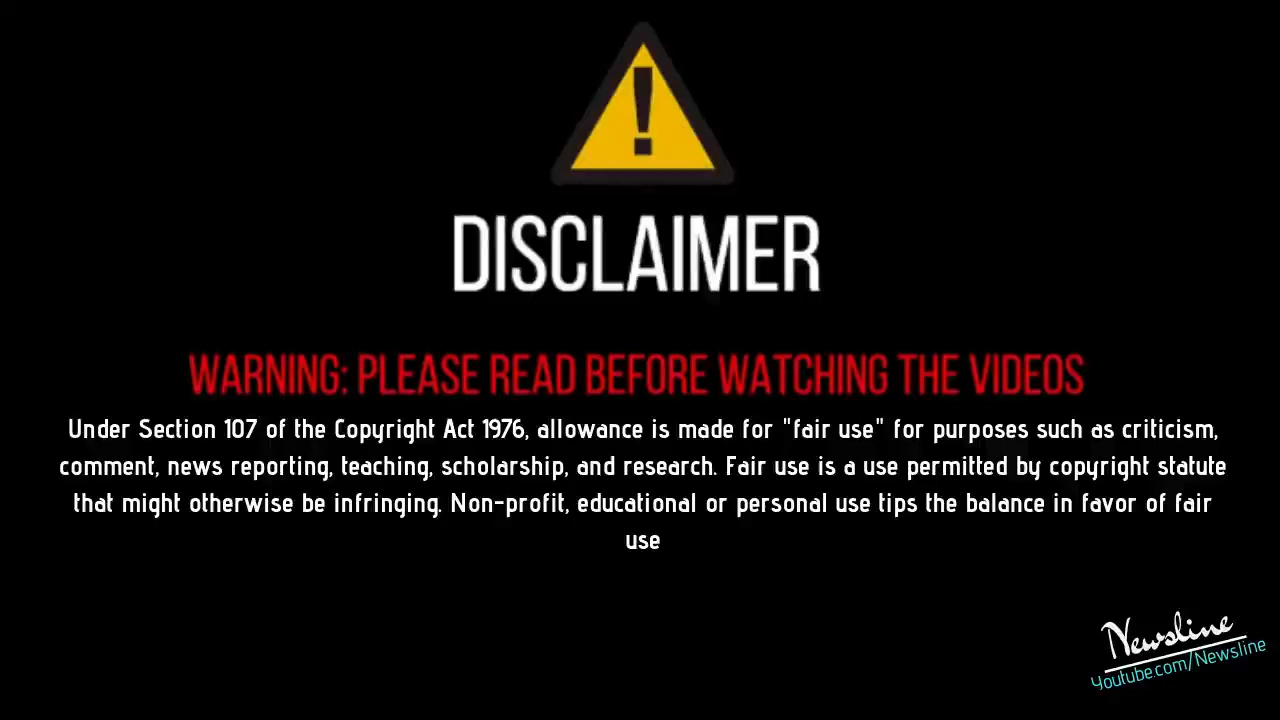 DISCLAIMER
WARNING: PLEASE READ BEFORE WATCHING THE VIDEOS
Under Section 107 of the Copyright Act 1976, allowance is made for "fair use" for purposes such as criticism,
comment, news reporting, teaching, scholarship, and research. Fair use is a use permitted by copyright statute
that might otherwise be infringing. Non-profit, educational or personal use tips the balance in favor of fair
use
Newsline
Youtube.com/Newsline